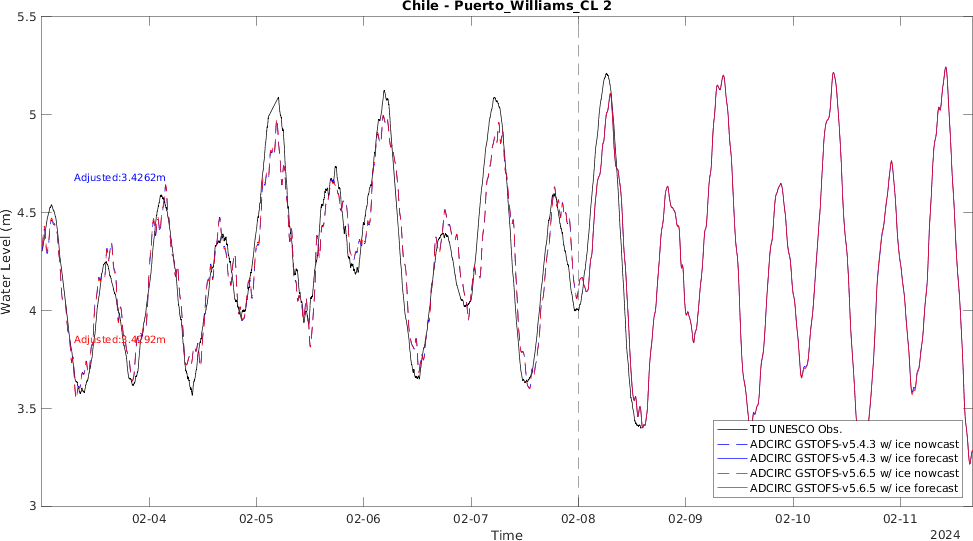 Chile - Puerto_Williams_CL 2
5.5
5
4.5
4
3.5
3
Water Level (m)
Adjusted:3.4262m
Adjusted:3.4292m
TD UNESCO Obs.
ADCIRC GSTOFS-v5.4.3 w/ ice nowcast
ADCIRC GSTOFS-v5.4.3 w/ ice forecast
ADCIRC GSTOFS-v5.6.5 w/ ice nowcast
ADCIRC GSTOFS-v5.6.5 w/ ice forecast
02-04
02-05
02-06
02-07
02-08
02-09
02-10
02-11
Time
2024